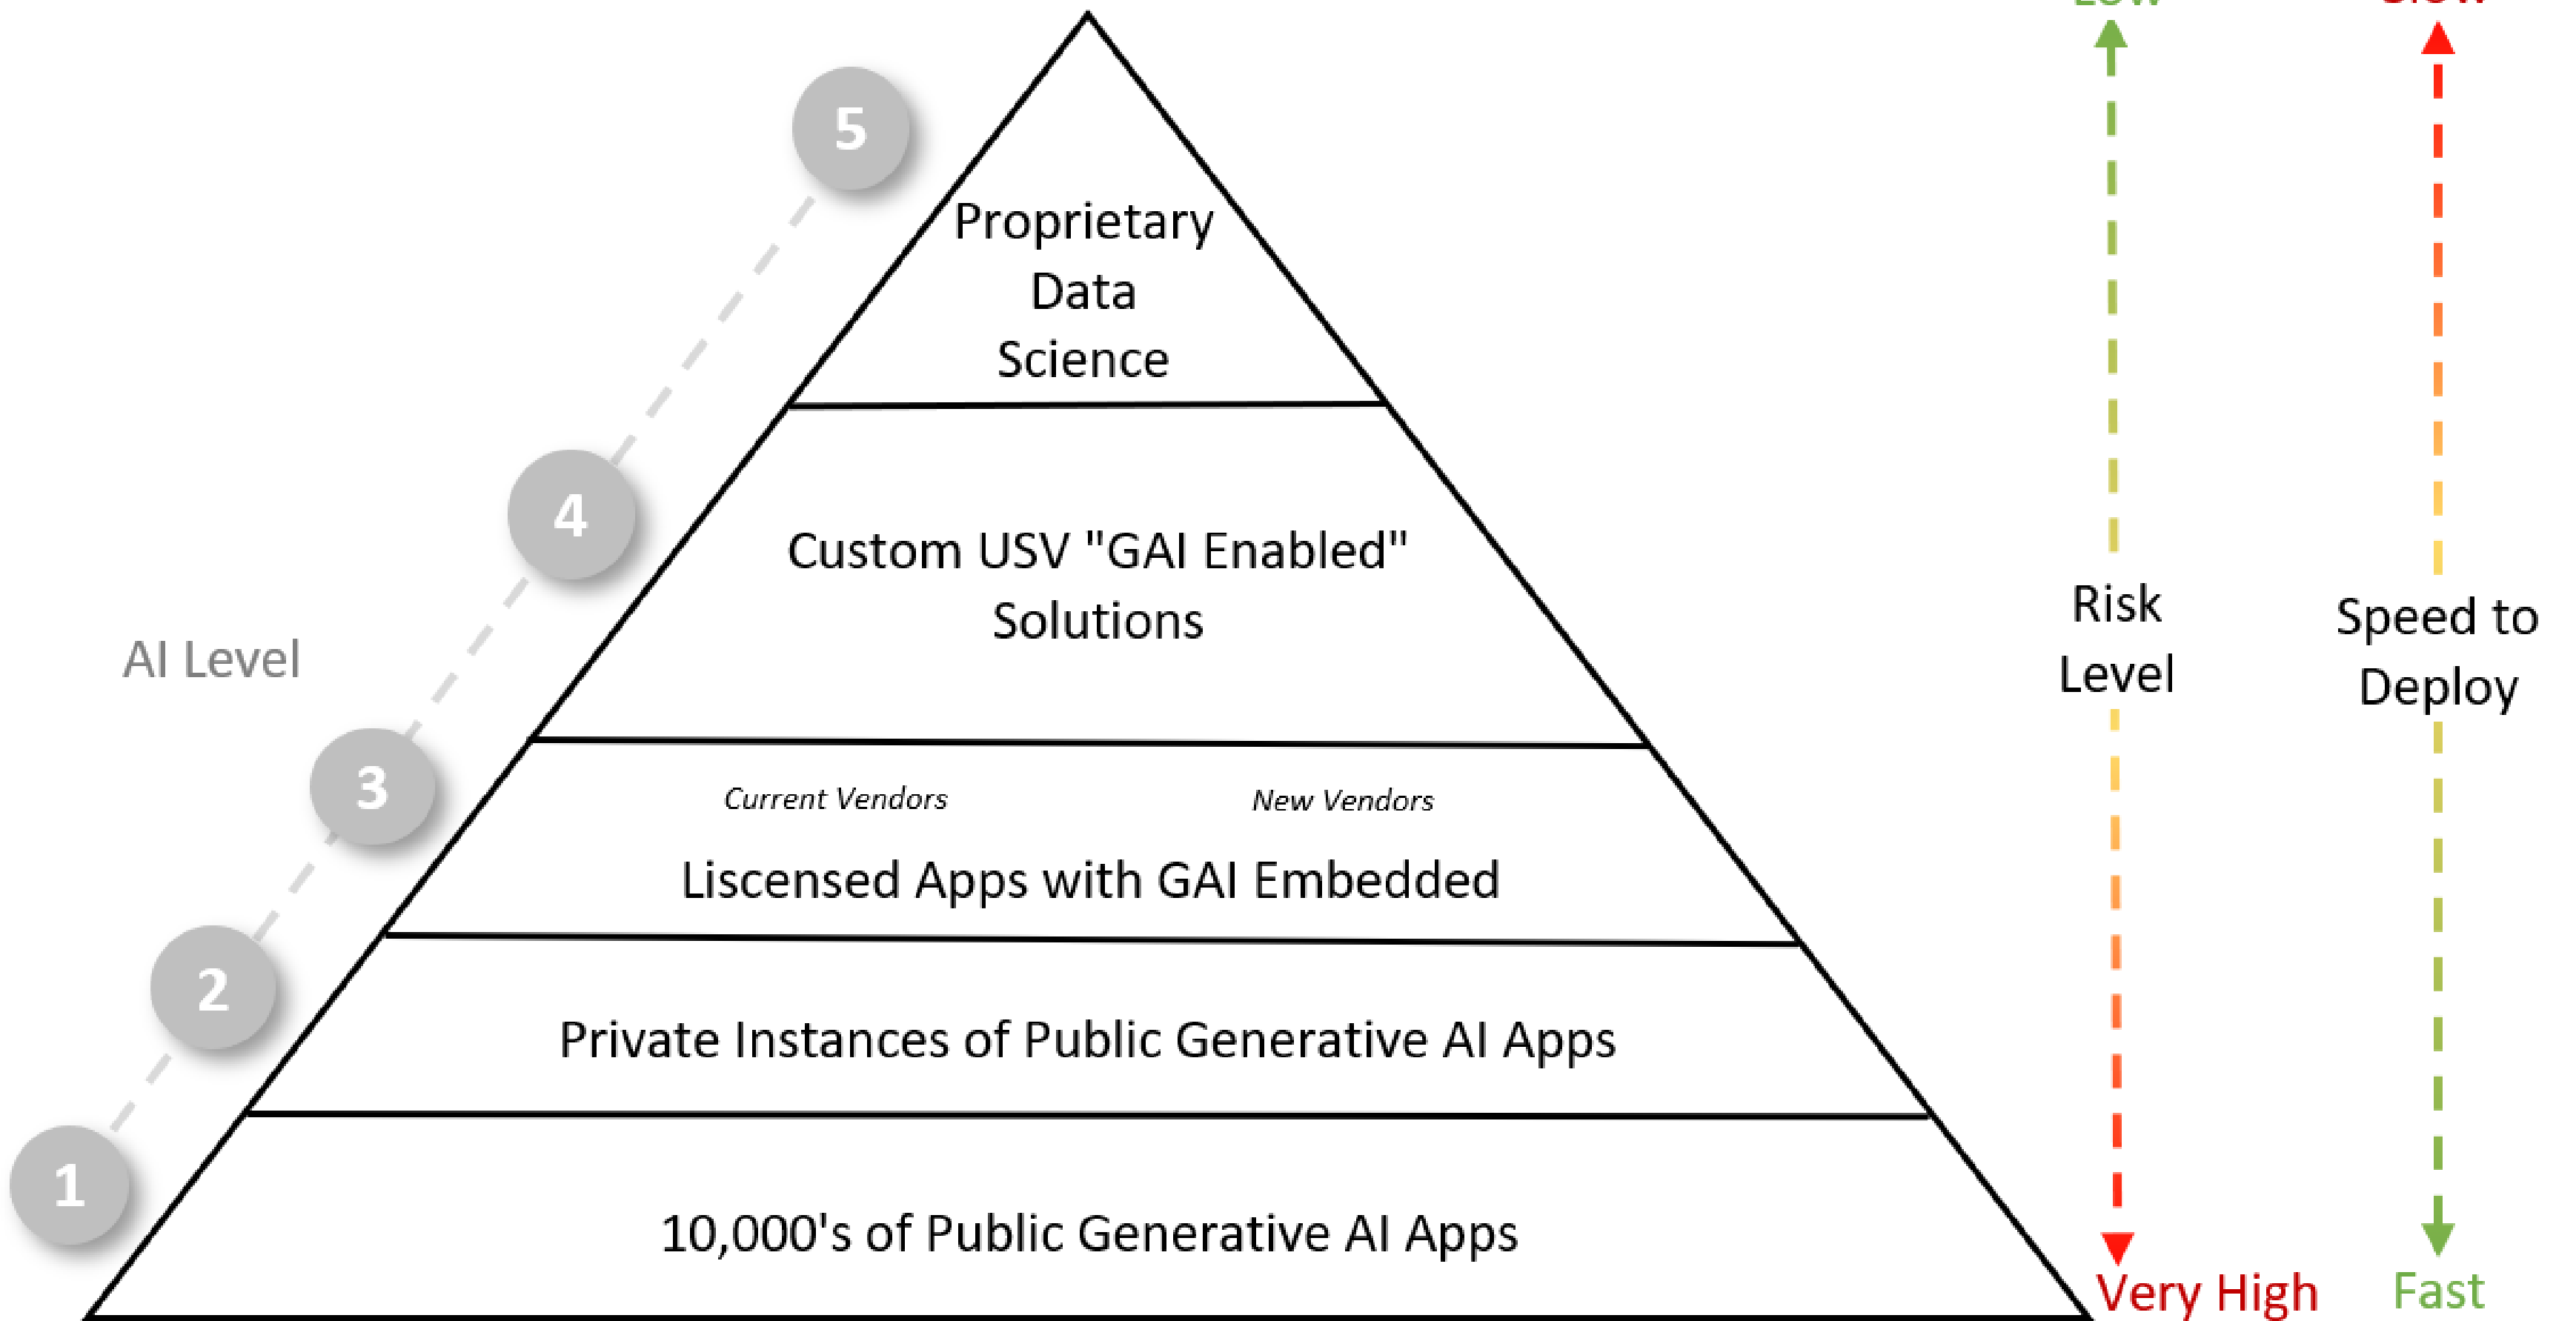 Low
Slow
5
Proprietary
Data
Science
4
Custom USV "GAI Enabled"
Solutions
Risk
Level
Speed to
Deploy
AI Level
3
Current Vendors
New Vendors
Liscensed Apps with GAI Embedded
2
Private Instances of Public Generative AI Apps
1
10,000's of Public Generative AI Apps
Very High
Fast